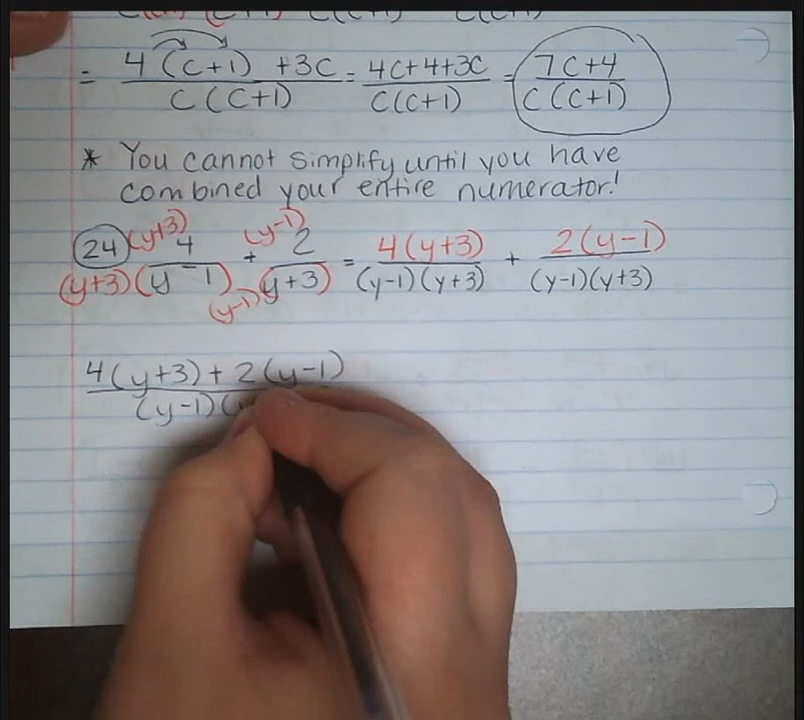 = 4(c+1) + 3c / c(c+1) = 4c+4+3c / c(c+1) = 7c+4 / c(c+1)
* You cannot simplify until you have
combined your entire numerator!
24 (y+3) 4 / (y+3)(y-1) + (y-1) 2 / (y-1)(y+3) = 4(y+3) / (y-1)(y+3) + 2(y-1) / (y-1)(y+3)
4(y+3) + 2(y-1) / (y-1)(y